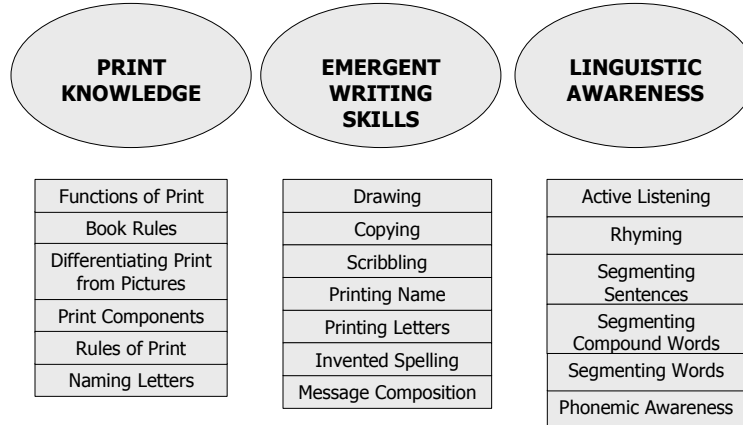 PRINT
KNOWLEDGE
EMERGENT
WRITING
SKILLS
LINGUISTIC
AWARENESS
Functions of Print
Book Rules
Differentiating Print
from Pictures
Print Components
Rules of Print
Naming Letters
Drawing
Copying
Scribbling
Printing Name
Printing Letters
Invented Spelling
Message Composition
Active Listening
Rhyming
Segmenting
Sentences
Segmenting
Compound Words
Segmenting Words
Phonemic Awareness